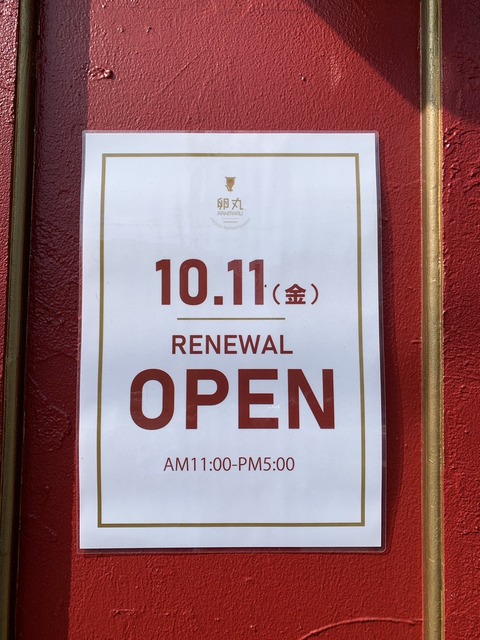 卵丸
10.11(金)
RENEWAL
OPEN
AM11:00-PM5:00